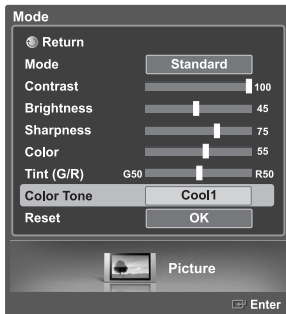 Mode
Return
Mode Standard
Contrast 100
Brightness 45
Sharpness 75
Color 55
Tint (G/R) G50 R50
Color Tone Cool1
Reset OK
Picture
Enter